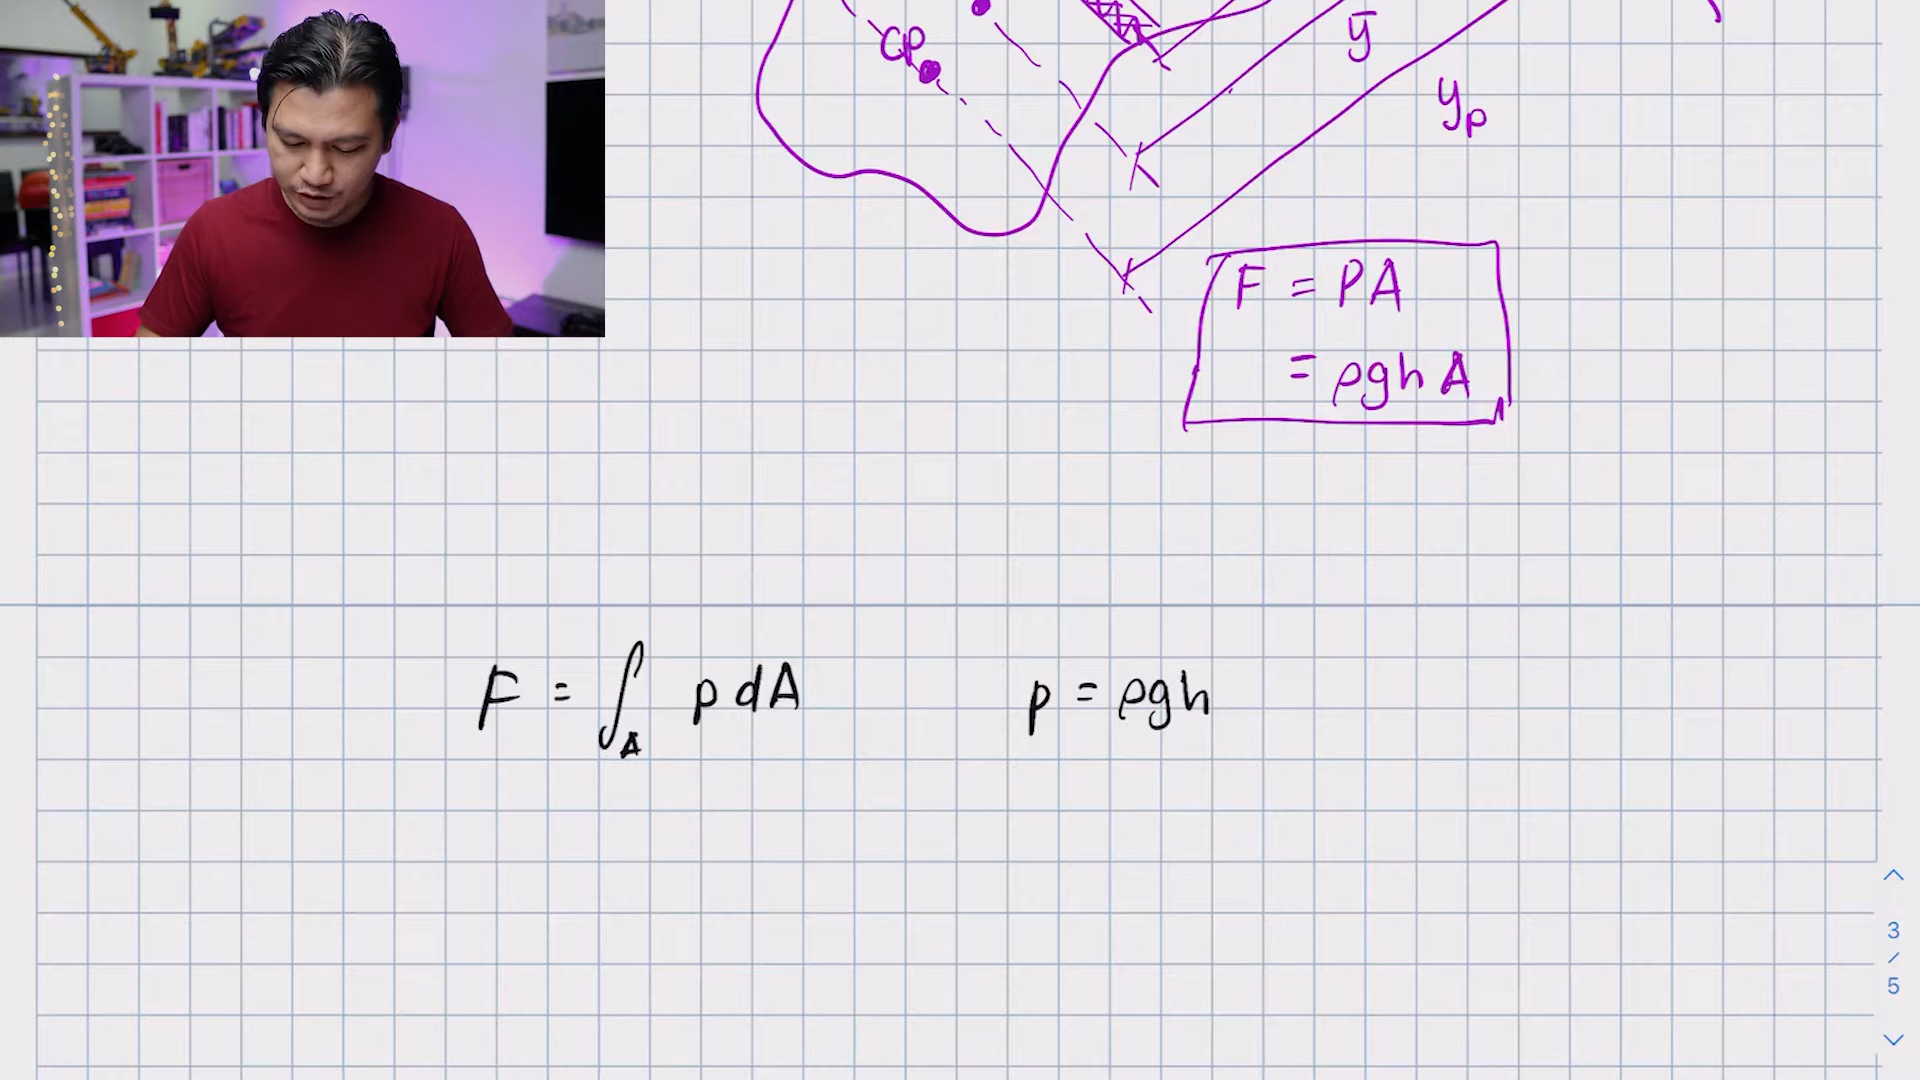 CP
ȳ
y_p
F = PA
= ρghA
F = ∫_A p dA
p = ρgh
3
/
5